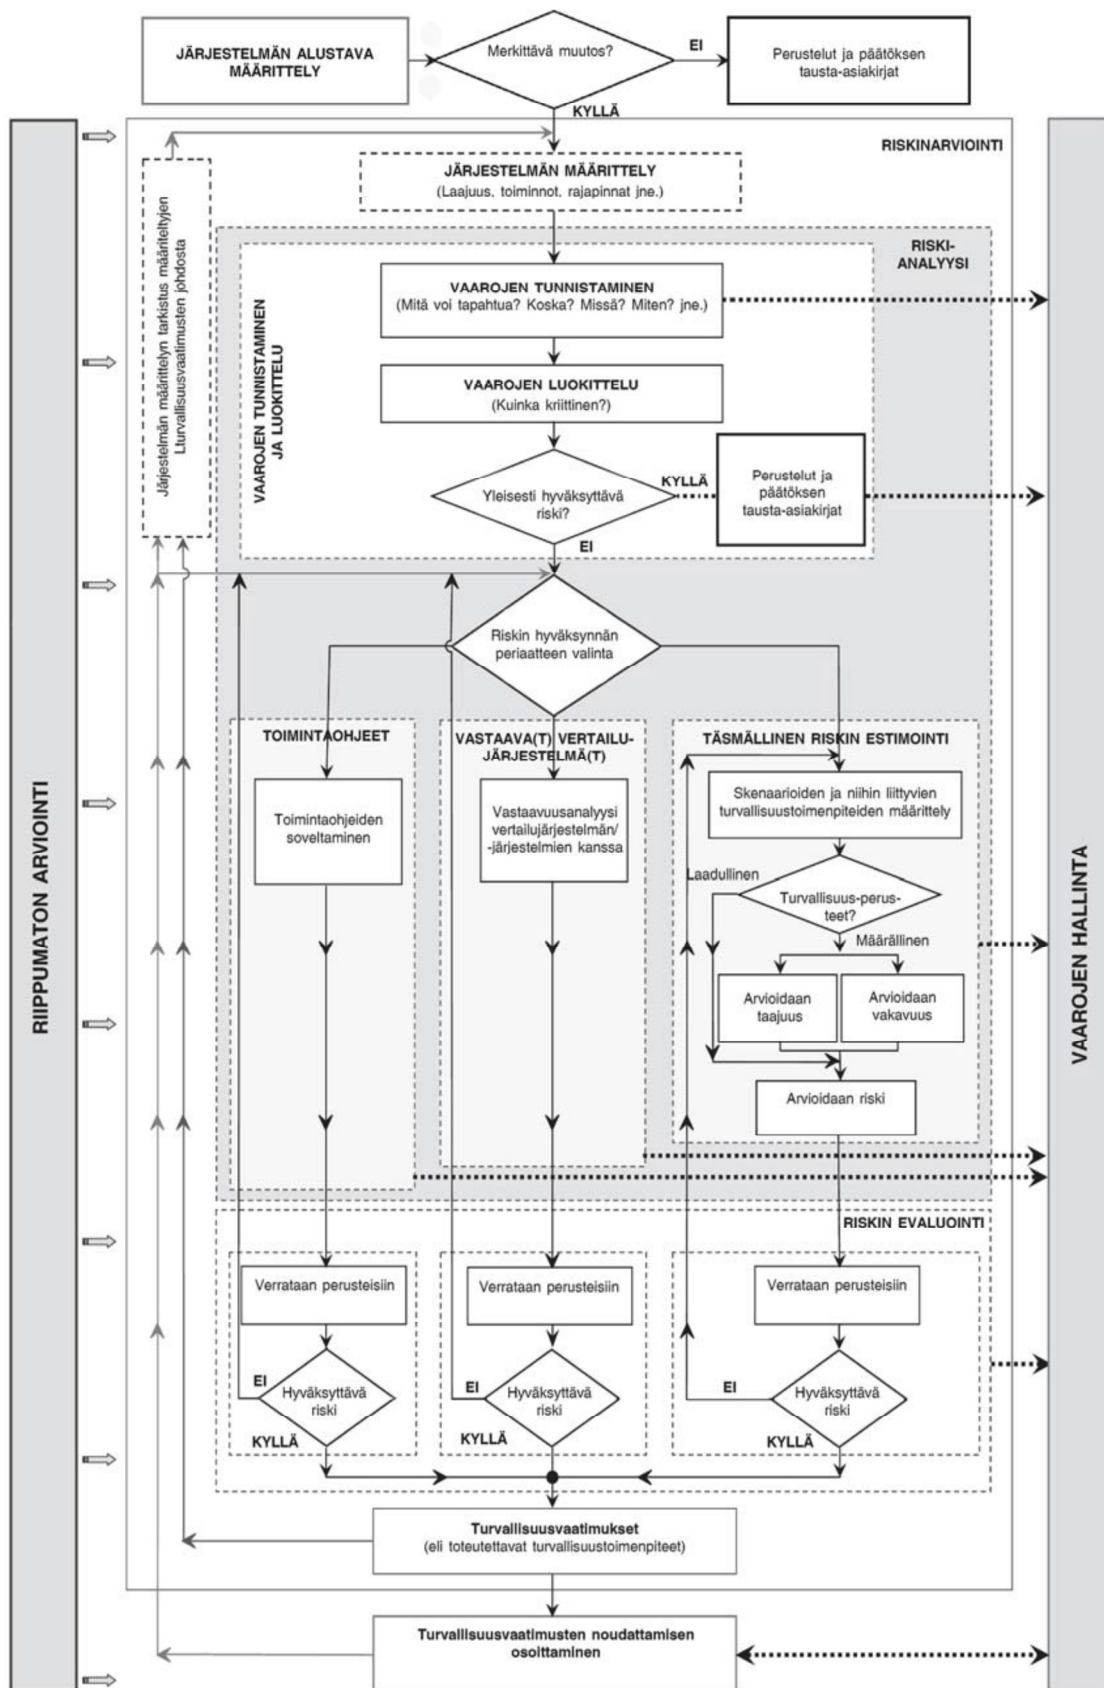 JÄRJESTELMÄN ALUSTAVA
MÄÄRITTELY
Merkittävä muutos?
EI
Perustelut ja päätöksen
tausta-asiakirjat
KYLLÄ
RISKINARVIOINTI
RIIPPUMATON ARVIOINTI
VAAROJEN HALLINTA
Järjestelmän määrittelyn tarkistus määriteltyjen
Lturvallisuusvaatimusten johdosta
JÄRJESTELMÄN MÄÄRITTELY
(Laajuus, toiminnot, rajapinnat jne.)
RISKI-
ANALYYSI
VAAROJEN TUNNISTAMINEN
JA LUOKITTELU
VAAROJEN TUNNISTAMINEN
(Mitä voi tapahtua? Koska? Missä? Miten? jne.)
VAAROJEN LUOKITTELU
(Kuinka kriittinen?)
Yleisesti hyväksyttävä
riski?
KYLLÄ
Perustelut ja
päätöksen
tausta-asiakirjat
EI
Riskin hyväksynnän
periaatteen valinta
TOIMINTAOHJEET
VASTAAVA(T) VERTAILU-
JÄRJESTELMÄ(T)
TÄSMÄLLINEN RISKIN ESTIMOINTI
Toimintaohjeiden
soveltaminen
Vastaavuusanalyysi
vertailujärjestelmän/
-järjestelmien kanssa
Skenaarioiden ja niihin liittyvien
turvallisuustoimenpiteiden määrittely
Laadullinen
Turvallisuus-perus-
teet?
Määrällinen
Arvioidaan
taajuus
Arvioidaan
vakavuus
Arvioidaan riski
RISKIN EVALUOINTI
Verrataan perusteisiin
Verrataan perusteisiin
Verrataan perusteisiin
EI
Hyväksyttävä
riski
EI
Hyväksyttävä
riski
EI
Hyväksyttävä
riski
KYLLÄ
KYLLÄ
KYLLÄ
Turvallisuusvaatimukset
(eli toteutettavat turvallisuustoimenpiteet)
Turvallisuusvaatimusten noudattamisen
osoittaminen